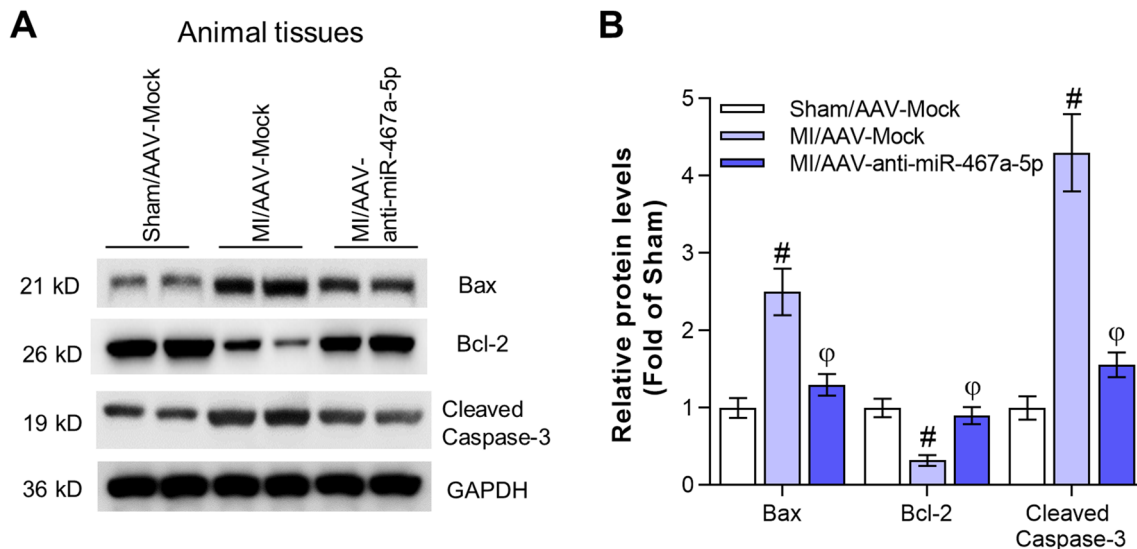 A
Animal tissues
Sham/AAV-Mock
MI/AAV-Mock
MI/AAV-
anti-miR-467a-5p
21 kD
Bax
26 kD
Bcl-2
19 kD
Cleaved
Caspase-3
36 kD
GAPDH
B
Relative protein levels
(Fold of Sham)
5
4
3
2
1
0
Sham/AAV-Mock
MI/AAV-Mock
MI/AAV-anti-miR-467a-5p
#
φ
#
φ
#
φ
Bax
Bcl-2
Cleaved
Caspase-3